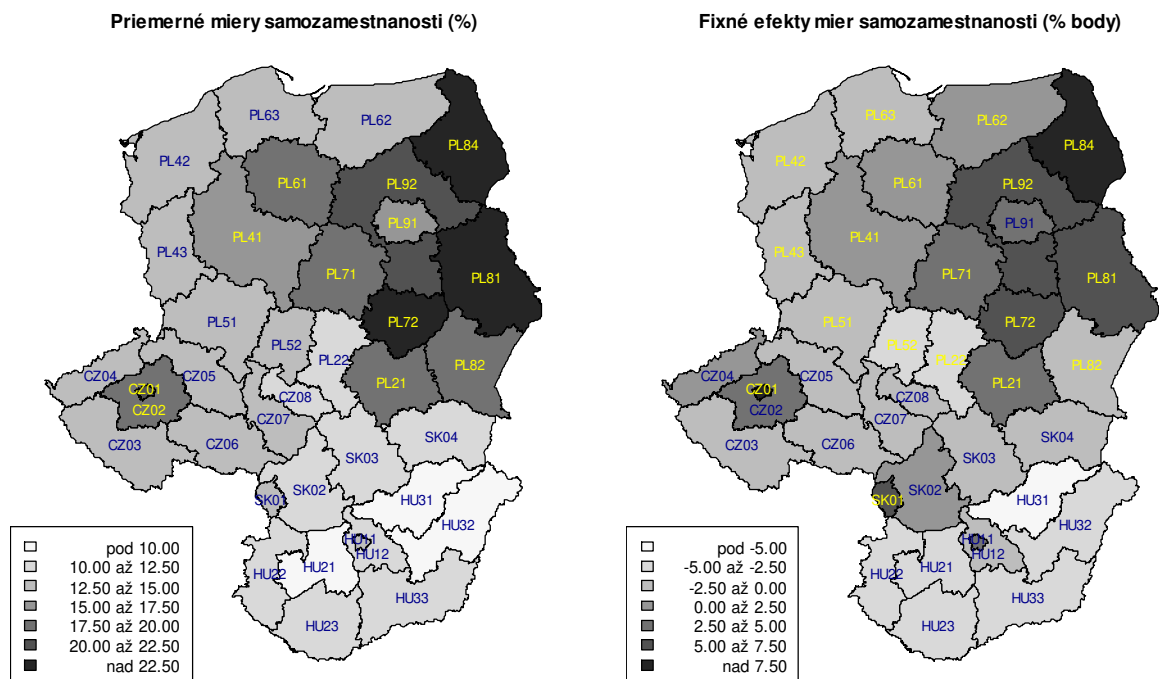 Priemerné miery samozamestnanosti (%)
PL63
PL62
PL84
PL42
PL61
PL92
PL91
PL41
PL43
PL71
PL81
PL51
PL72
PL52
PL22
PL82
CZ04
CZ05
PL21
CZ01
CZ02
CZ08
CZ07
CZ03
CZ06
SK04
SK03
SK02
SK01
HU31
HU32
HU11
HU12
HU21
HU22
HU33
HU23
pod 10.00
10.00 až 12.50
12.50 až 15.00
15.00 až 17.50
17.50 až 20.00
20.00 až 22.50
nad 22.50
Fixné efekty mier samozamestnanosti (% body)
PL63
PL62
PL84
PL42
PL61
PL92
PL91
PL41
PL43
PL71
PL81
PL51
PL72
PL52
PL22
PL82
CZ04
CZ05
PL21
CZ01
CZ02
CZ08
CZ07
CZ03
CZ06
SK04
SK03
SK02
SK01
HU31
HU32
HU11
HU12
HU21
HU22
HU33
HU23
pod -5.00
-5.00 až -2.50
-2.50 až 0.00
0.00 až 2.50
2.50 až 5.00
5.00 až 7.50
nad 7.50